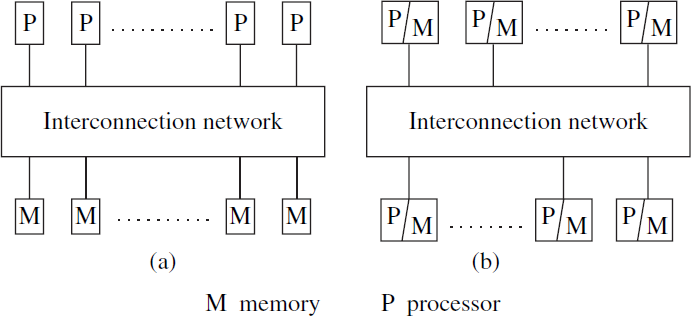 P P ........... P P
P/M P/M ........ P/M
Interconnection network
Interconnection network
M M ........... M M
P/M ........ P/M P/M
(a)
(b)
M memory P processor